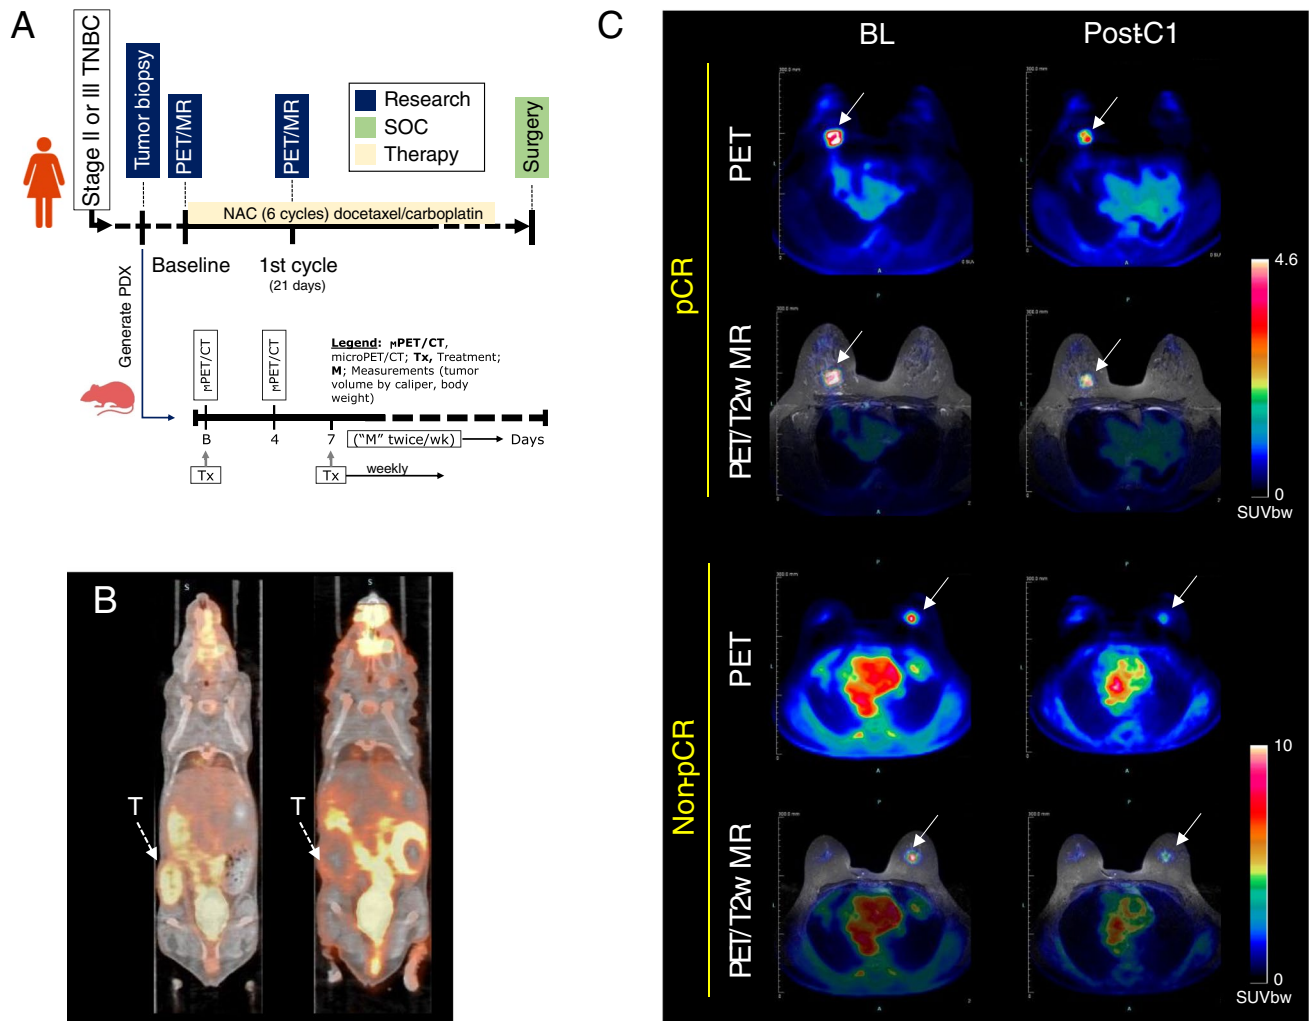 A
Stage II or III TNBC
Tumor biopsy
PET/MR
PET/MR
Research
SOC
Therapy
Surgery
NAC (6 cycles) docetaxel/carboplatin
Baseline
1st cycle
(21 days)
Generate PDX
µPET/CT
µPET/CT
Legend: µPET/CT,
microPET/CT; Tx, Treatment;
M; Measurements (tumor
volume by caliper, body
weight)
B
4
7
("M" twice/wk)
Days
Tx
Tx
weekly
B
S
S
T
T
C
BL
Post-C1
pCR
PET
PET/T2w MR
4.6
0
SUVbw
Non-pCR
PET
PET/T2w MR
10
0
SUVbw